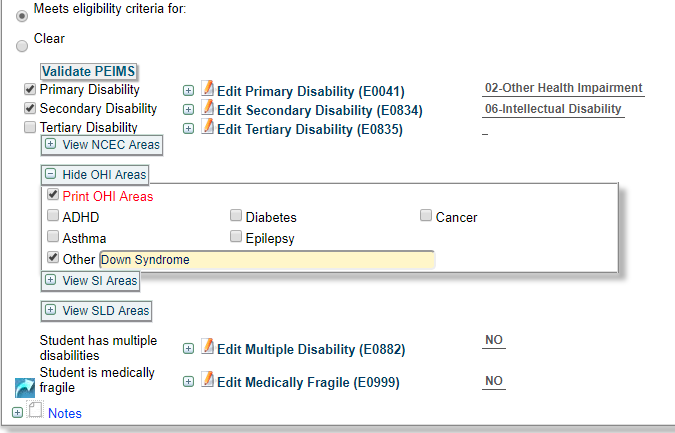 Meets eligibility criteria for:
Clear
Validate PEIMS
Primary Disability Edit Primary Disability (E0041) 02-Other Health Impairment
Secondary Disability Edit Secondary Disability (E0834) 06-Intellectual Disability
Tertiary Disability Edit Tertiary Disability (E0835) _
View NCEC Areas
Hide OHI Areas
Print OHI Areas
ADHD Diabetes Cancer
Asthma Epilepsy
Other Down Syndrome
View SI Areas
View SLD Areas
Student has multiple
disabilities Edit Multiple Disability (E0882) NO
Student is medically
fragile Edit Medically Fragile (E0999) NO
Notes